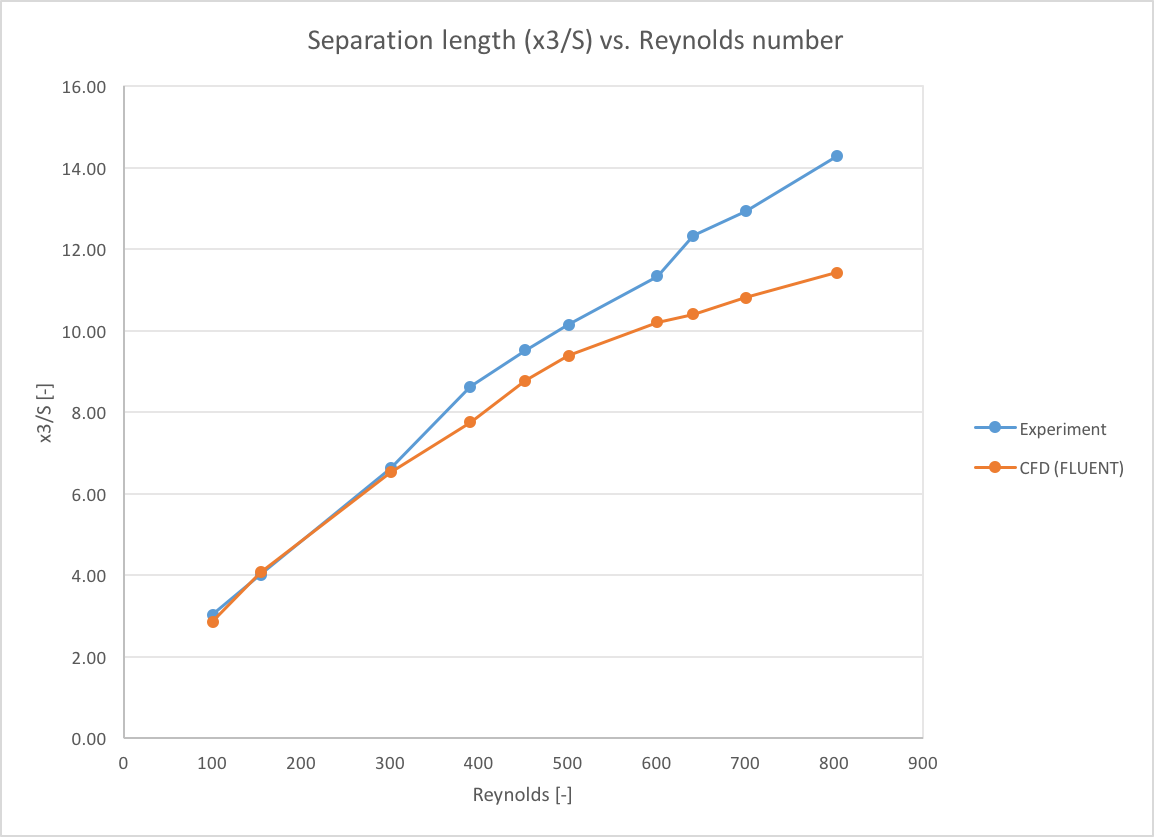 Separation length (x3/S) vs. Reynolds number
16.00
14.00
12.00
10.00
8.00
6.00
4.00
2.00
0.00
x3/S [-]
0 100 200 300 400 500 600 700 800 900
Reynolds [-]
Experiment
CFD (FLUENT)